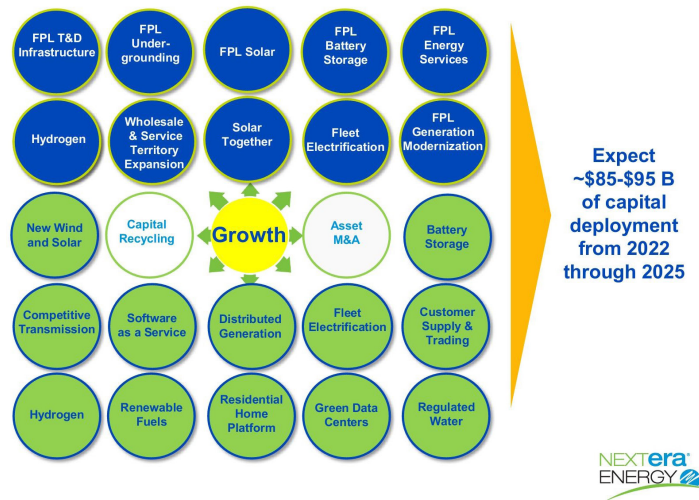 FPL T&D
Infrastructure
FPL
Under-
grounding
FPL Solar
FPL
Battery
Storage
FPL
Energy
Services
Hydrogen
Wholesale
& Service
Territory
Expansion
Solar
Together
Fleet
Electrification
FPL
Generation
Modernization
New Wind
and Solar
Capital
Recycling
Growth
Asset
M&A
Battery
Storage
Competitive
Transmission
Software
as a Service
Distributed
Generation
Fleet
Electrification
Customer
Supply &
Trading
Hydrogen
Renewable
Fuels
Residential
Home
Platform
Green Data
Centers
Regulated
Water
Expect
~$85-$95 B
of capital
deployment
from 2022
through 2025
NEXTera®
ENERGY